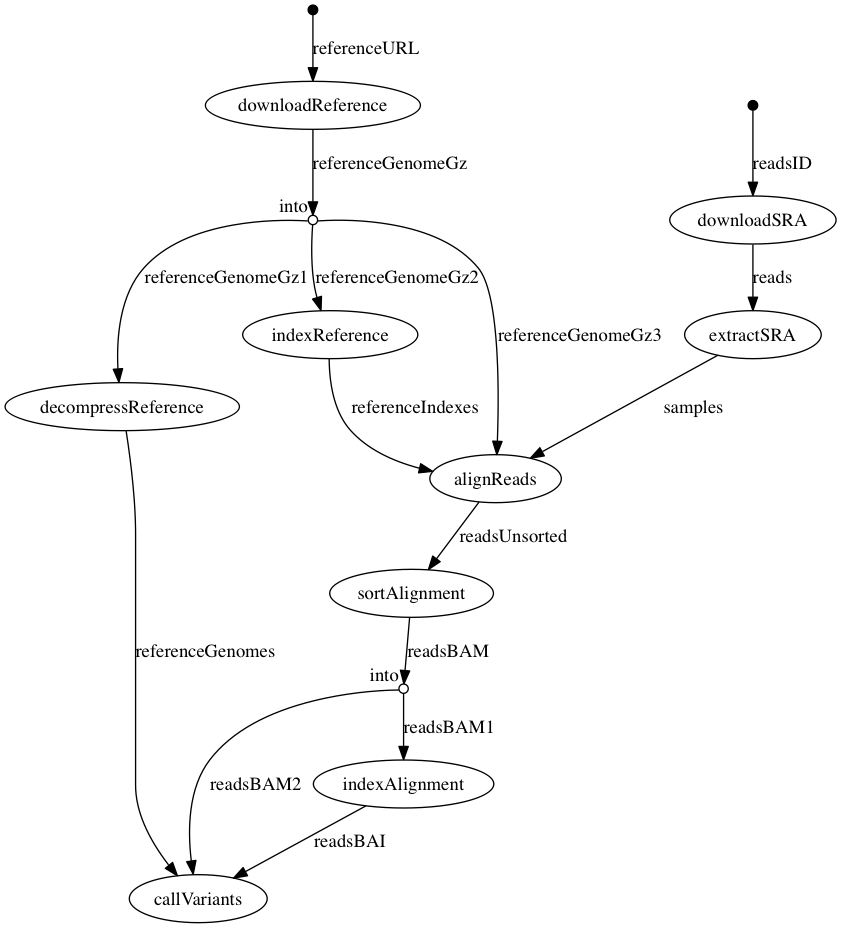 referenceURL
downloadReference
readsID
referenceGenomeGz
into
downloadSRA
referenceGenomeGz1
referenceGenomeGz2
reads
indexReference
referenceGenomeGz3
extractSRA
decompressReference
referenceIndexes
samples
alignReads
readsUnsorted
sortAlignment
referenceGenomes
readsBAM
into
readsBAM1
readsBAM2
indexAlignment
readsBAI
callVariants